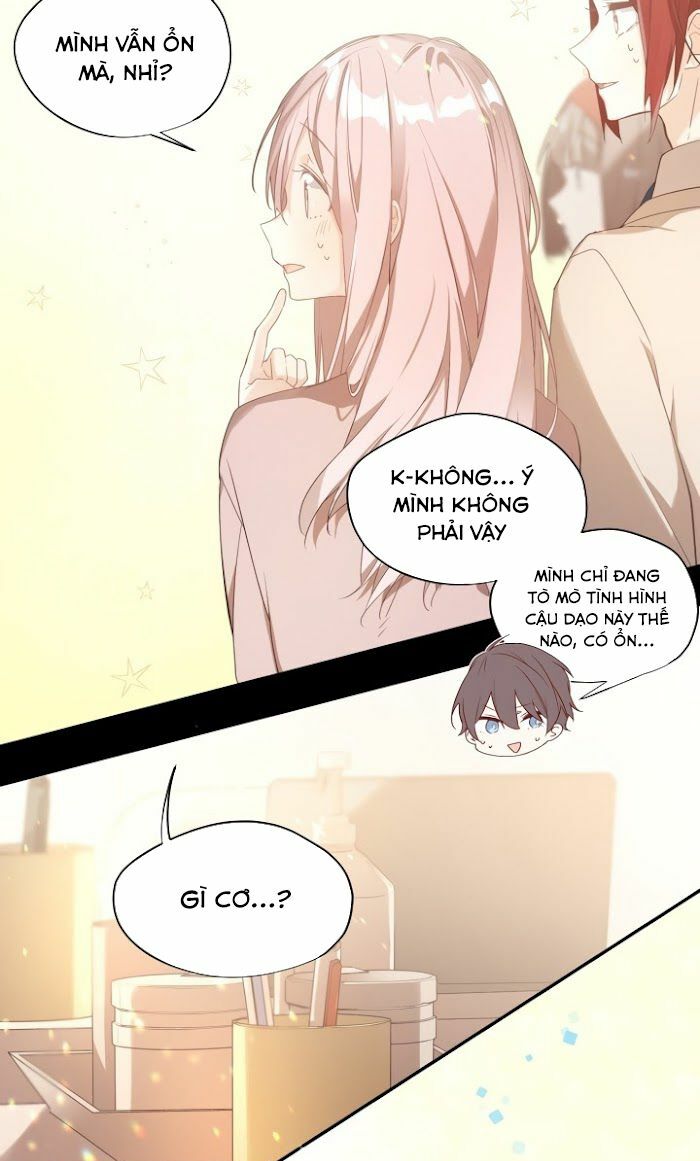 MÌNH VẪN ỔN
MÀ, NHỈ?
K-KHÔNG... Ý
MÌNH KHÔNG
PHẢI VẬY
MÌNH CHỈ ĐANG
TÒ MÒ TÌNH HÌNH
CẬU DẠO NÀY THẾ
NÀO, CÓ ỔN...
GÌ CƠ...?